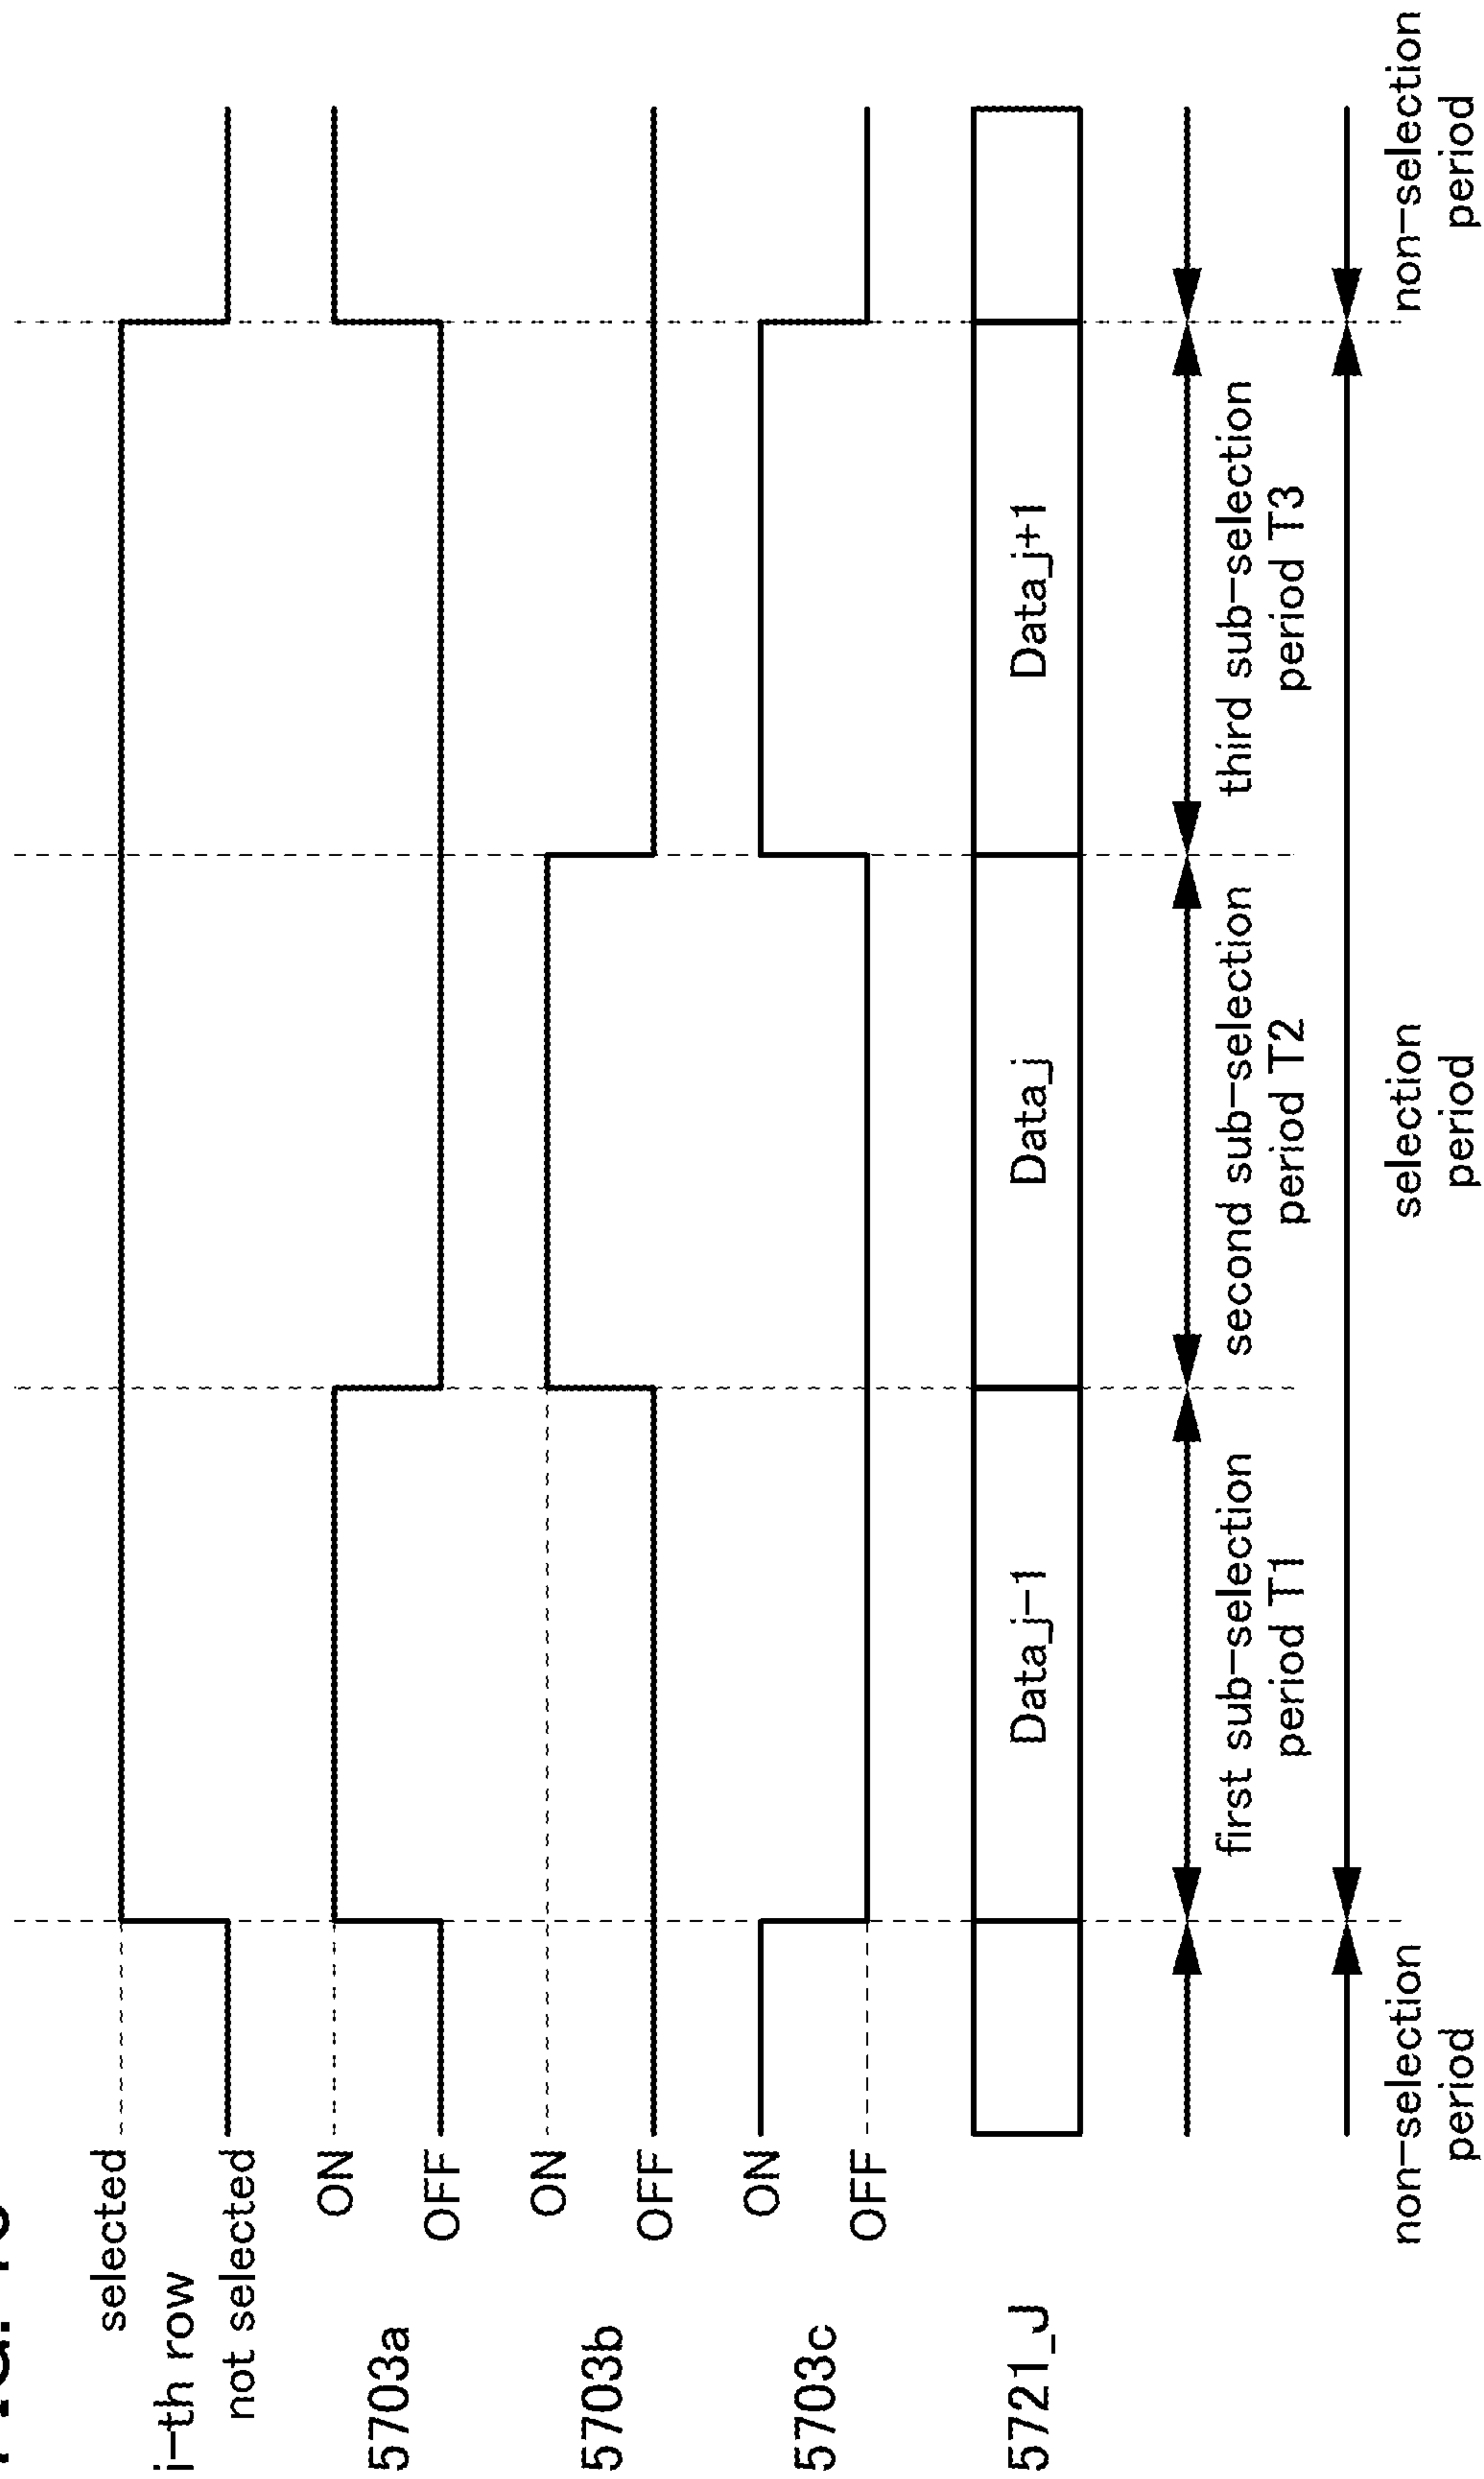 selected
i-th row
not selected
ON
5703a
OFF
ON
5703b
OFF
ON
5703c
OFF
5721_J
Data_j-1
Data_j
Data_j+1
first sub-selection
period T1
second sub-selection
period T2
third sub-selection
period T3
non-selection
period
selection
period
non-selection
period